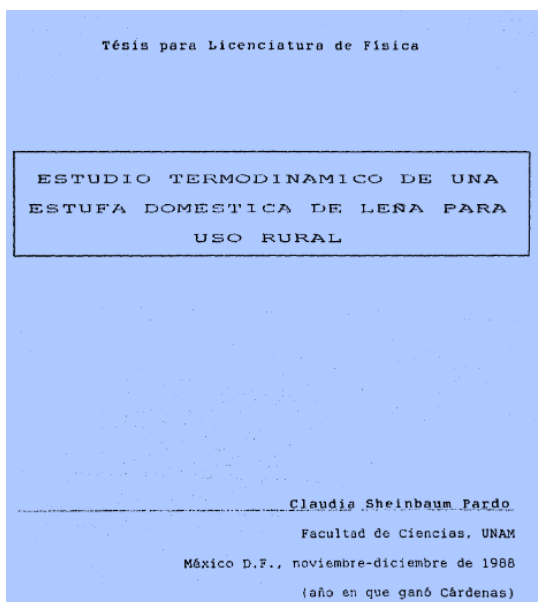 Tésis para Licenciatura de Física
ESTUDIO TERMODINAMICO DE UNA
ESTUFA DOMESTICA DE LEÑA PARA
USO RURAL
Claudia Sheinbaum Pardo
Facultad de Ciencias, UNAM
México D.F., noviembre-diciembre de 1988
(año en que ganó Cárdenas)